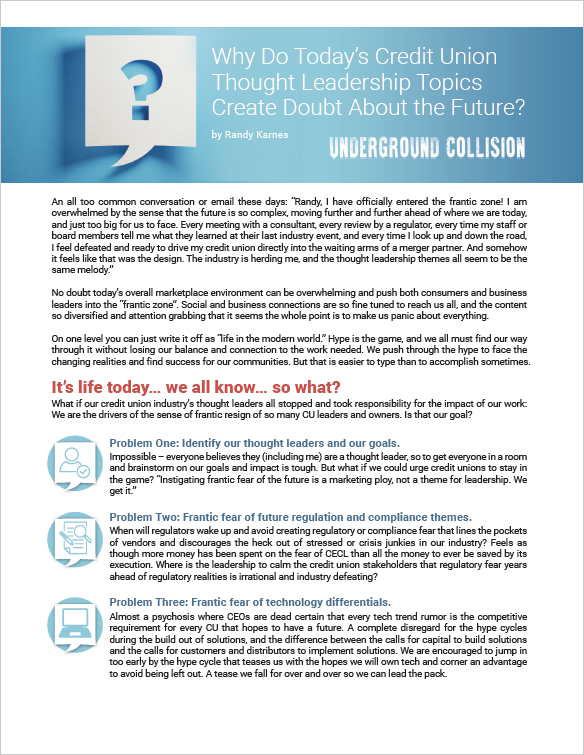 ?
Why Do Today's Credit Union
Thought Leadership Topics
Create Doubt About the Future?
by Randy Karnes
UNDERGROUND COLLISION
An all too common conversation or email these days: "Randy, I have officially entered the frantic zone! I am
overwhelmed by the sense that the future is so complex, moving further and further ahead of where we are today,
and just too big for us to face. Every meeting with a consultant, every review by a regulator, every time my staff or
board members tell me what they learned at their last industry event, and every time I look up and down the road,
I feel defeated and ready to drive my credit union directly into the waiting arms of a merger partner. And somehow
it feels like that was the design. The industry is herding me, and the thought leadership themes all seem to be the
same melody."
No doubt today's overall marketplace environment can be overwhelming and push both consumers and business
leaders into the "frantic zone". Social and business connections are so fine tuned to reach us all, and the content
so diversified and attention grabbing that it seems the whole point is to make us panic about everything.
On one level you can just write it off as "life in the modern world." Hype is the game, and we all must find our way
through it without losing our balance and connection to the work needed. We push through the hype to face the
changing realities and find success for our communities. But that is easier to type than to accomplish sometimes.
It's life today... we all know... so what?
What if our credit union industry's thought leaders all stopped and took responsibility for the impact of our work:
We are the drivers of the sense of frantic resign of so many CU leaders and owners. Is that our goal?
Problem One: Identify our thought leaders and our goals.
Impossible – everyone believes they (including me) are a thought leader, so to get everyone in a room
and brainstorm on our goals and impact is tough. But what if we could urge credit unions to stay in
the game? "Instigating frantic fear of the future is a marketing ploy, not a theme for leadership. We
get it."
Problem Two: Frantic fear of future regulation and compliance themes.
When will regulators wake up and avoid creating regulatory or compliance fear that lines the pockets
of vendors and discourages the heck out of stressed or crisis junkies in our industry? Feels as
though more money has been spent on the fear of CECL than all the money to ever be saved by its
execution. Where is the leadership to calm the credit union stakeholders that regulatory fear years
ahead of regulatory realities is irrational and industry defeating?
Problem Three: Frantic fear of technology differentials.
Almost a psychosis where CEOs are dead certain that every tech trend rumor is the competitive
requirement for every CU that hopes to have a future. A complete disregard for the hype cycles
during the build out of solutions, and the difference between the calls for capital to build solutions
and the calls for customers and distributors to implement solutions. We are encouraged to jump in
too early by the hype cycle that teases us with the hopes we will own tech and corner an advantage
to avoid being left out. A tease we fall for over and over so we can lead the pack.